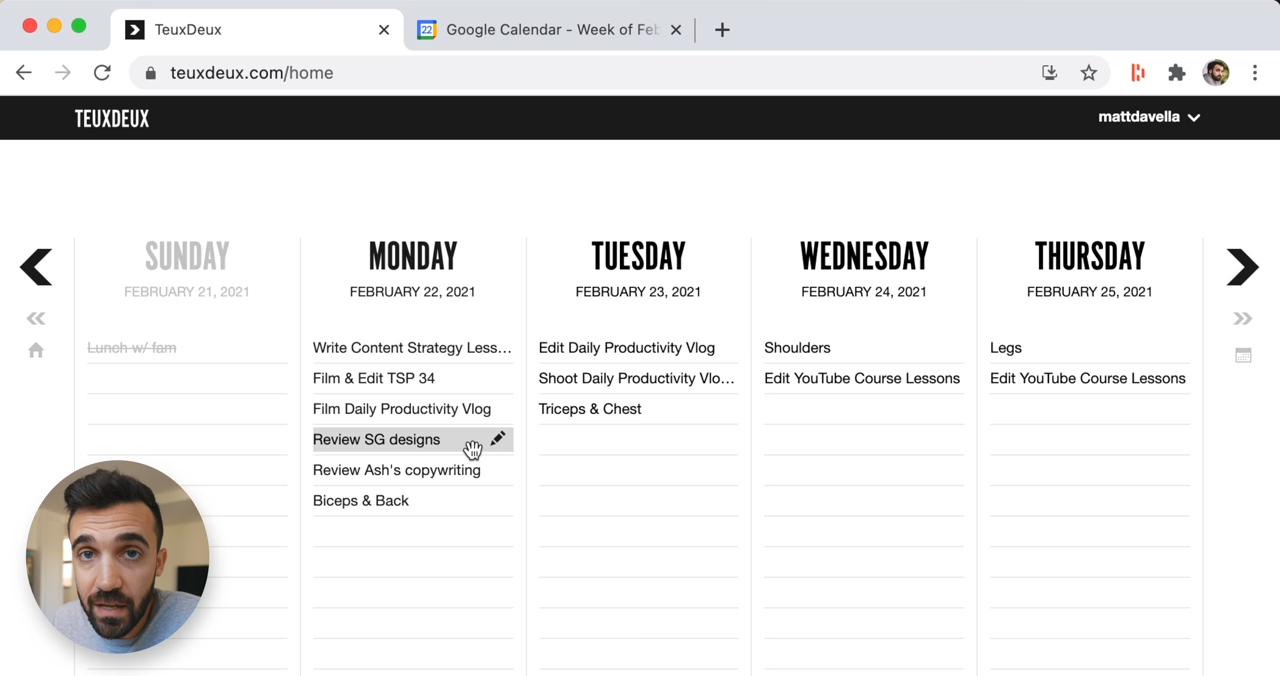 TeuxDeux
22
Google Calendar - Week of Feb
teuxdeux.com/home
TEUXDEUX
mattdavella
SUNDAY
FEBRUARY 21, 2021
Lunch w/ fam
MONDAY
FEBRUARY 22, 2021
Write Content Strategy Less...
Film & Edit TSP 34
Film Daily Productivity Vlog
Review SG designs
Review Ash's copywriting
Biceps & Back
TUESDAY
FEBRUARY 23, 2021
Edit Daily Productivity Vlog
Shoot Daily Productivity Vlo...
Triceps & Chest
WEDNESDAY
FEBRUARY 24, 2021
Shoulders
Edit YouTube Course Lessons
THURSDAY
FEBRUARY 25, 2021
Legs
Edit YouTube Course Lessons